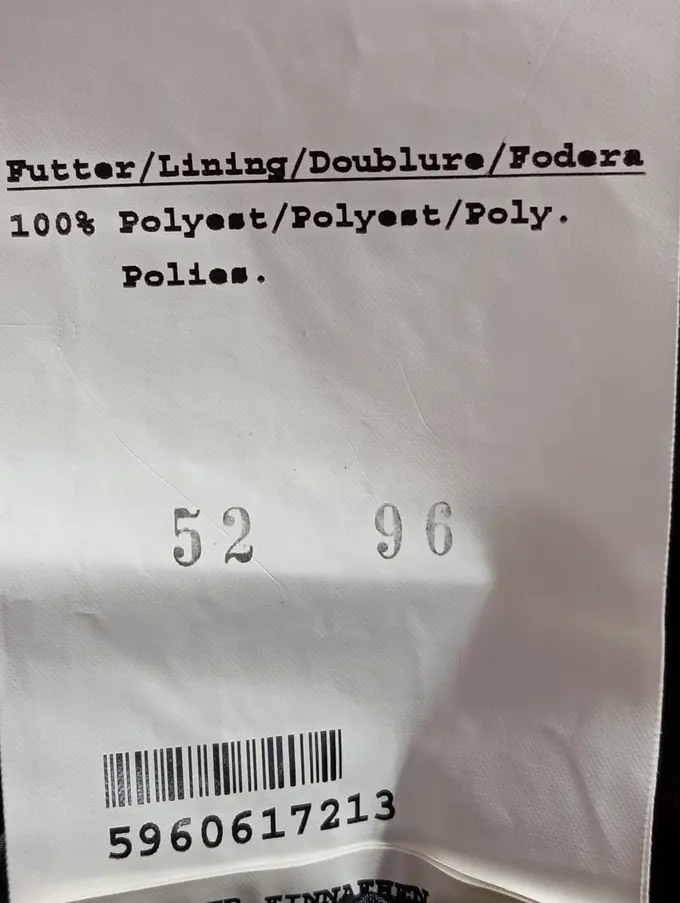 Futter/Lining/Doublure/Fodera
100% Polyest/Polyest/Poly.
Polies.
52 96
5960617213